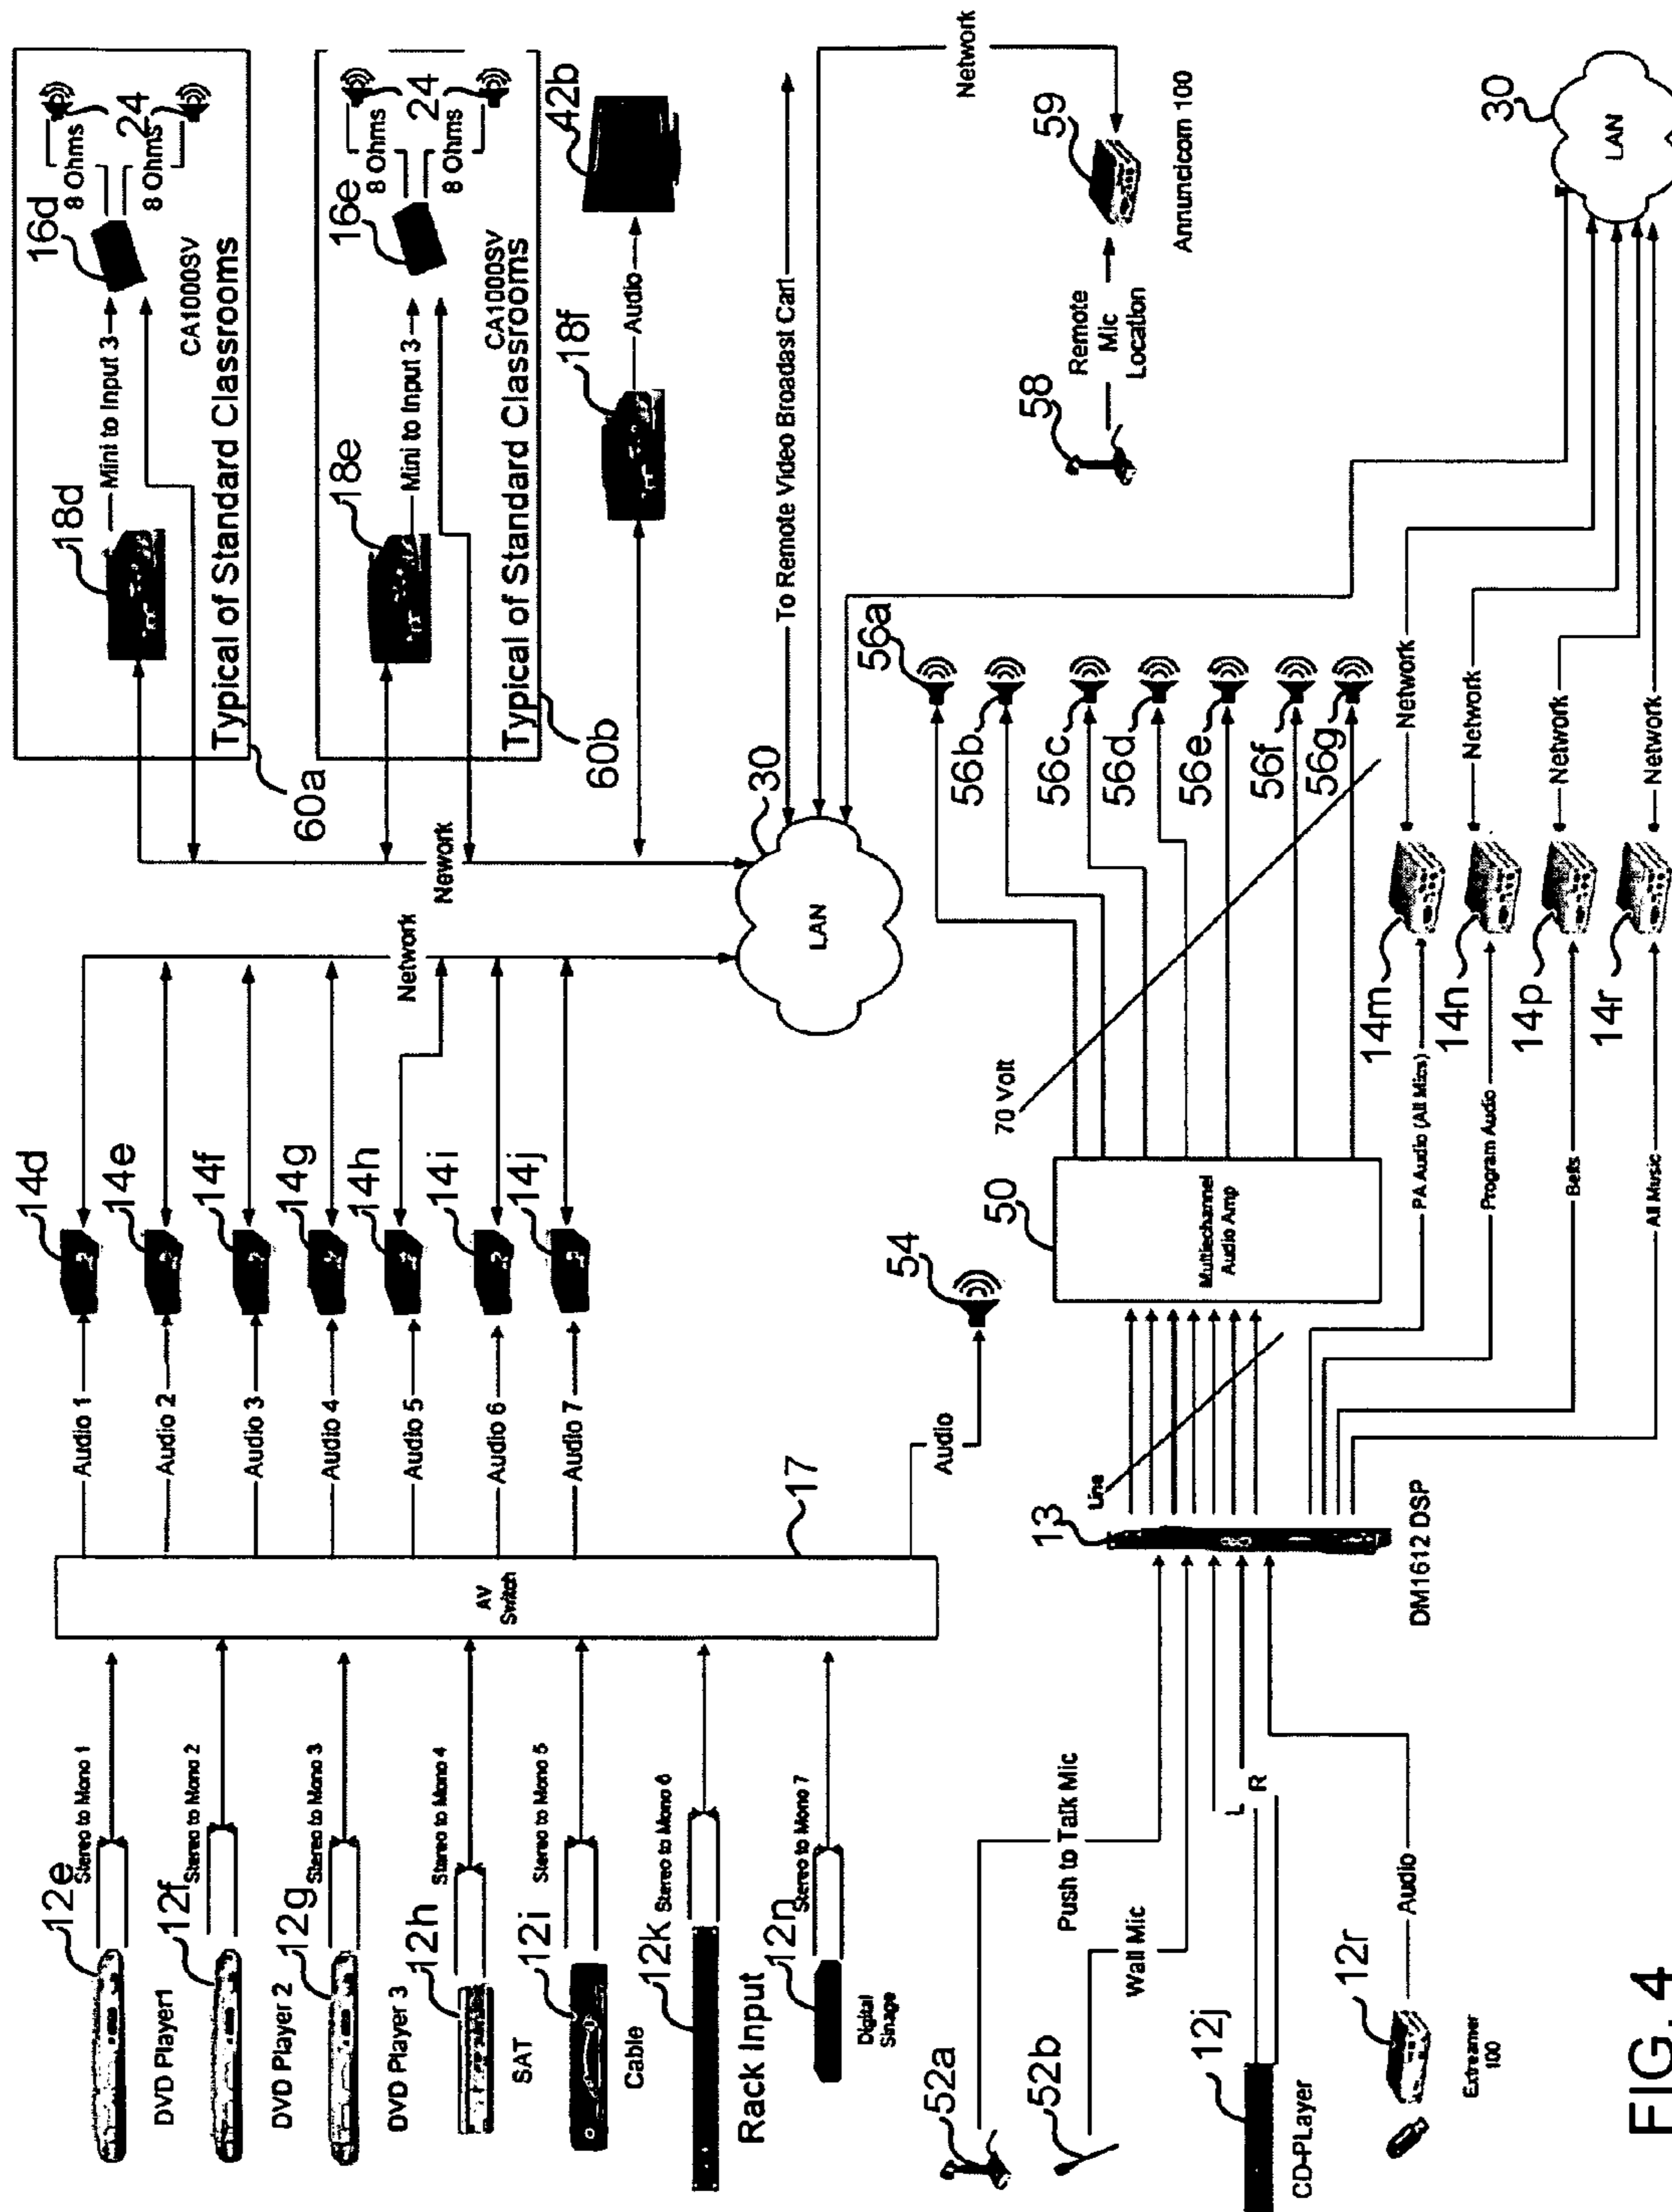 12e
Stereo to Mono 1
DVD Player1
12f
Stereo to Mono 2
DVD Player 2
12g
Stereo to Mono 3
DVD Player 3
12h
Stereo to Mono 4
SAT
12i
Stereo to Mono 5
Cable
12k
Stereo to Mono 6
Rack Input
12n
Stereo to Mono 7
Digital
Sinage
AV
Switch
17
Audio 1
14d
Audio 2
14e
Audio 3
14f
Audio 4
14g
Audio 5
14h
Audio 6
14i
Audio 7
14j
Network
Nework
LAN
30
60a
18d
Mini to Input 3
16d
8 Ohms
24
8 Ohms
CA1000SV
Typical of Standard Classrooms
60b
18e
Mini to Input 3
16e
8 Ohms
24
8 Ohms
CA1000SV
Typical of Standard Classrooms
18f
Audio
42b
To Remote Video Broadcast Cart
Network
58
Remote
Mic
Location
59
Annuncicom 100
Audio
54
52a
Push to Talk Mic
52b
Wall Mic
12j
CD-PLayer
L
R
12r
Extreamer
100
Audio
13
Line
DM1612 DSP
50
Multiechannel
Audio Amp
70 Volt
56a
56b
56c
56d
56e
56f
56g
PA Audio (All Mics)
14m
Network
Program Audio
14n
Network
Bells
14p
Network
All Music
14r
Network
30
LAN
FIG. 4